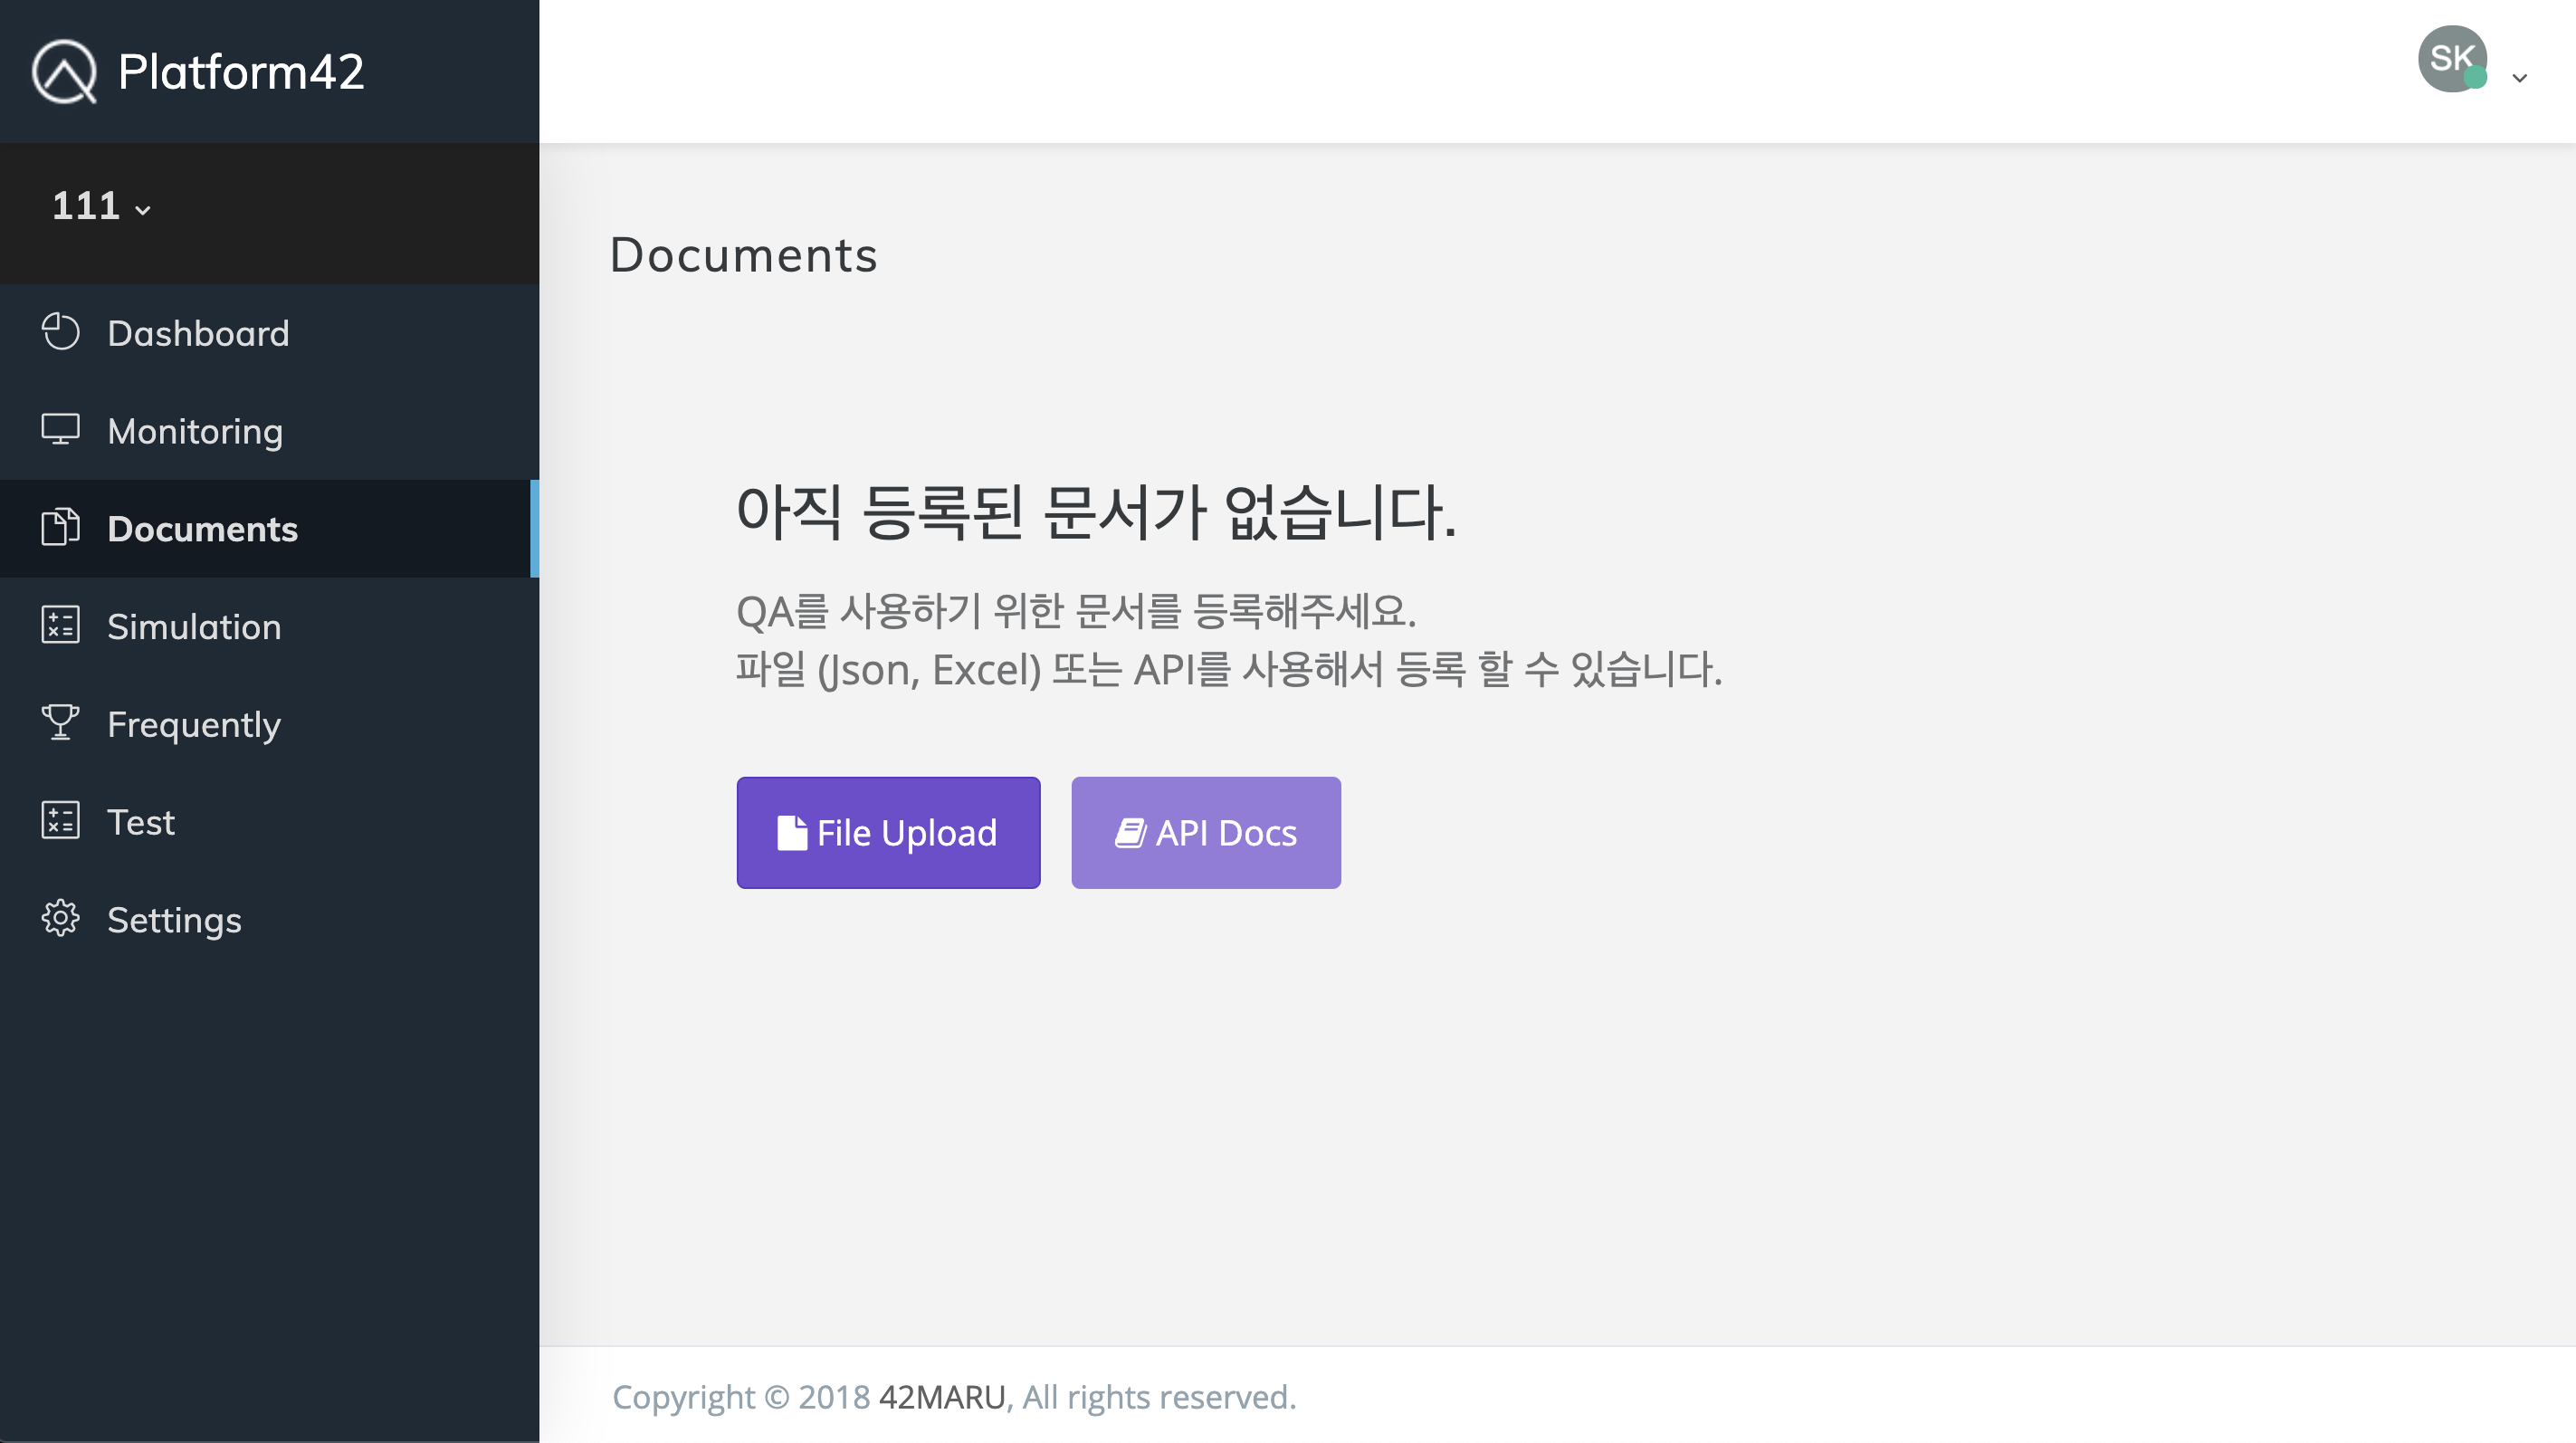 Platform42
SK
111
Dashboard
Monitoring
Documents
Simulation
Frequently
Test
Settings
Documents
아직 등록된 문서가 없습니다.
QA를 사용하기 위한 문서를 등록해주세요.
파일 (Json, Excel) 또는 API를 사용해서 등록 할 수 있습니다.
File Upload
API Docs
Copyright © 2018 42MARU, All rights reserved.